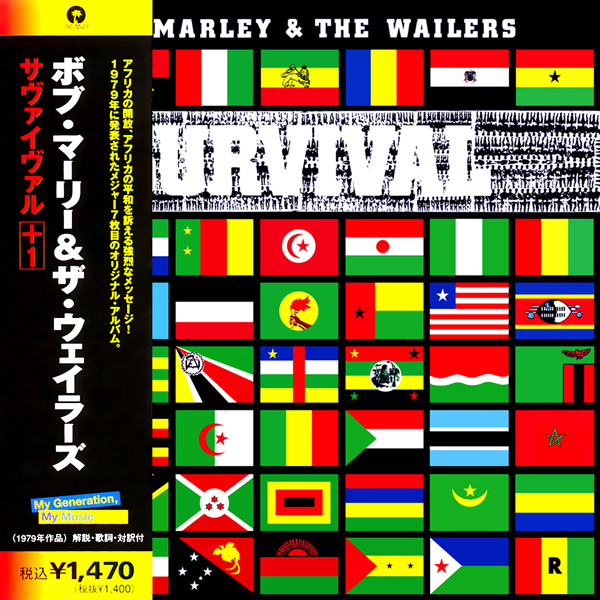 ISLAND
MARLEY & THE WAILERS
URVIVAL
ボブ・マーリー&ザ・ウェイラーズ
サヴァイヴァル +1
アフリカの開放、アフリカの平和を訴える強烈なメッセージ!
1979年に発表されたメジャー7枚目のオリジナル・アルバム。
My Generation,
My Music
(1979年作品) 解説・歌詞・対訳付
税込¥1,470
(税抜¥1,400)
R